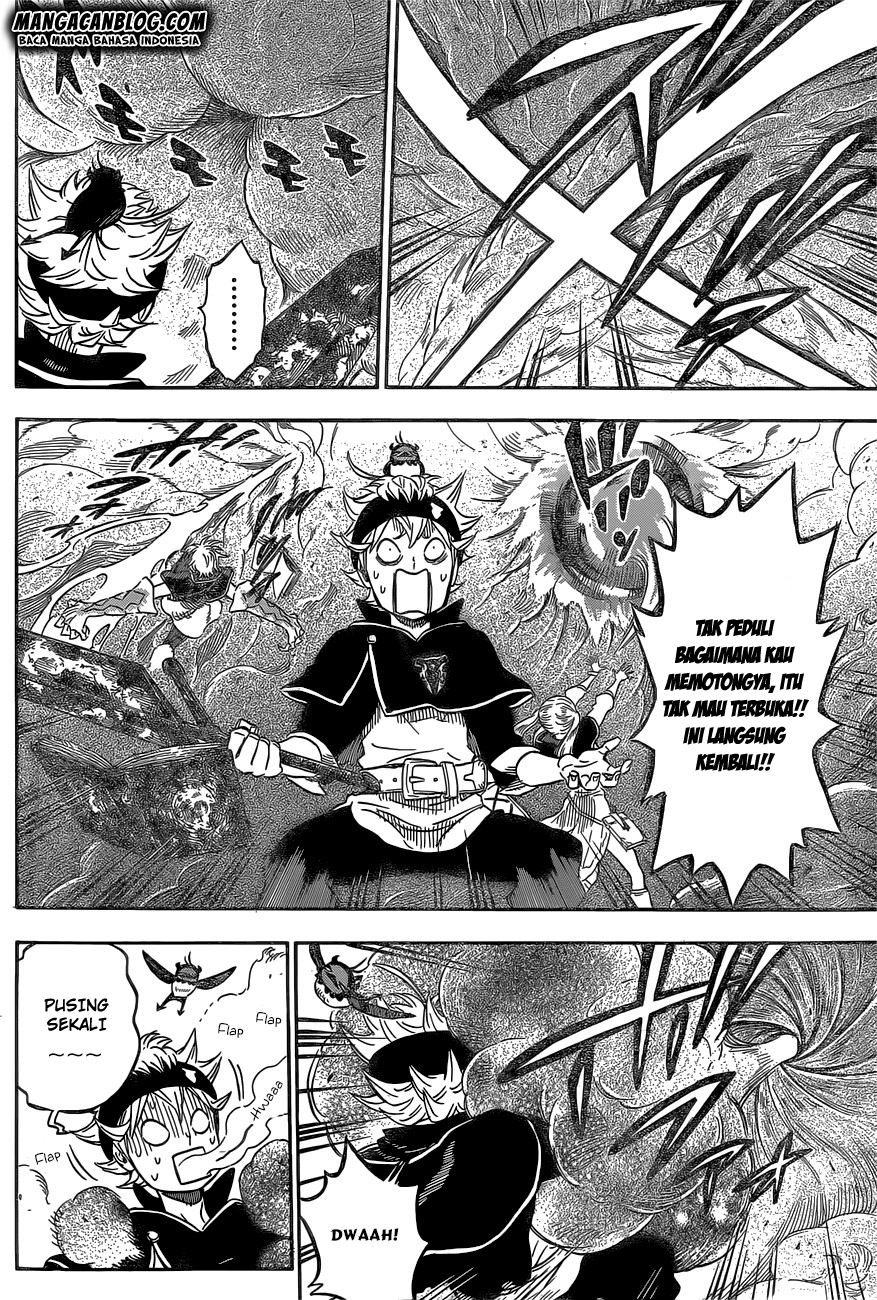 MANGACANBLOG.COM
BACA MANGA BAHASA INDONESIA
........
TAK PEDULI
BAGAIMANA KAU
MEMOTONGYA, ITU
TAK MAU TERBUKA!!
INI LANGSUNG
KEMBALI!!
DWAAH!
PUSING
SEKALI
~~~
Flap
Flap
Hwaaa
Flap